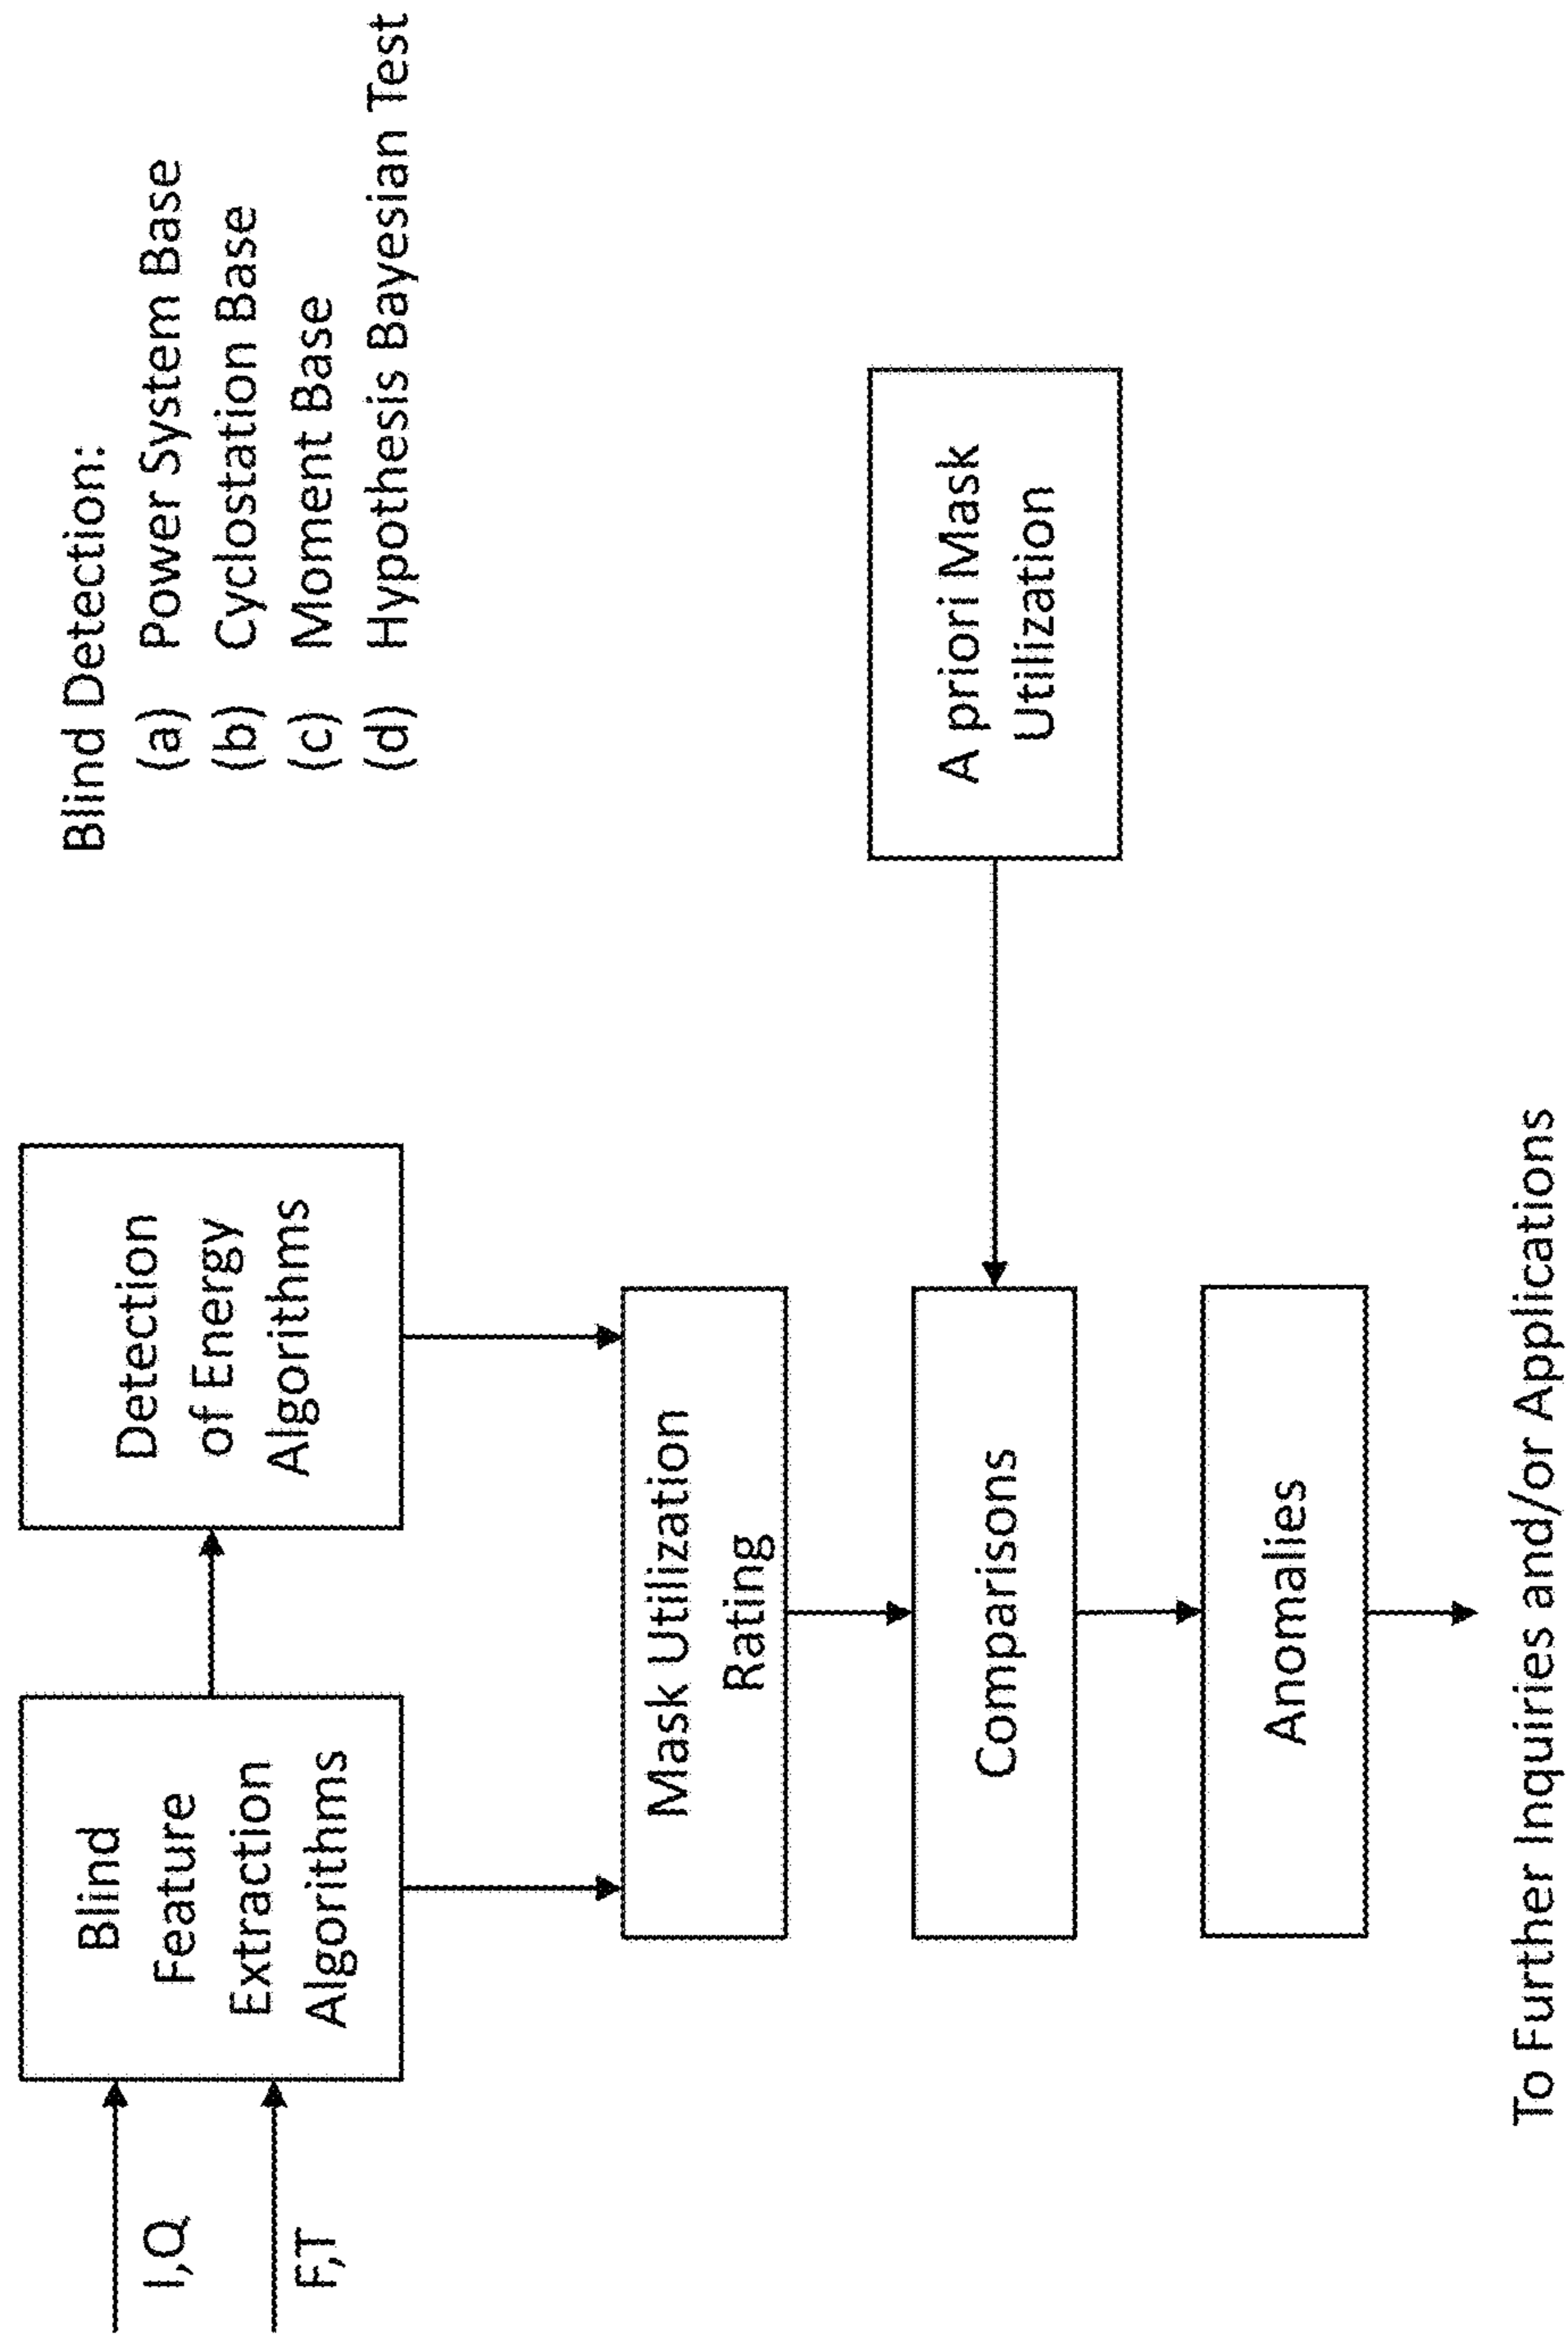 Blind Detection:
(a) Power System Base
(b) Cyclostation Base
(c) Moment Base
(d) Hypothesis Bayesian Test
I,Q
F,T
Blind
Feature
Extraction
Algorithms
Detection
of Energy
Algorithms
Mask Utilization
Rating
Comparisons
A priori Mask
Utilization
Anomalies
To Further Inquiries and/or Applications